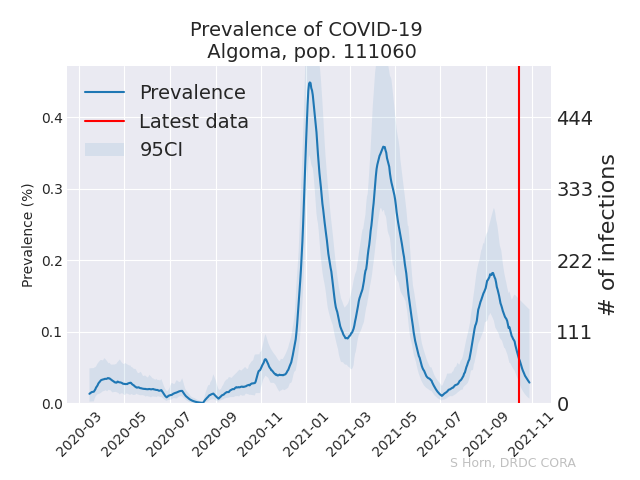 Prevalence of COVID-19
Algoma, pop. 111060
Prevalence
Latest data
95CI
Prevalence (%)
0.4
0.3
0.2
0.1
0.0
444
333
222
111
0
# of infections
2020-03
2020-05
2020-07
2020-09
2020-11
2021-01
2021-03
2021-05
2021-07
2021-09
2021-11
S Horn, DRDC CORA